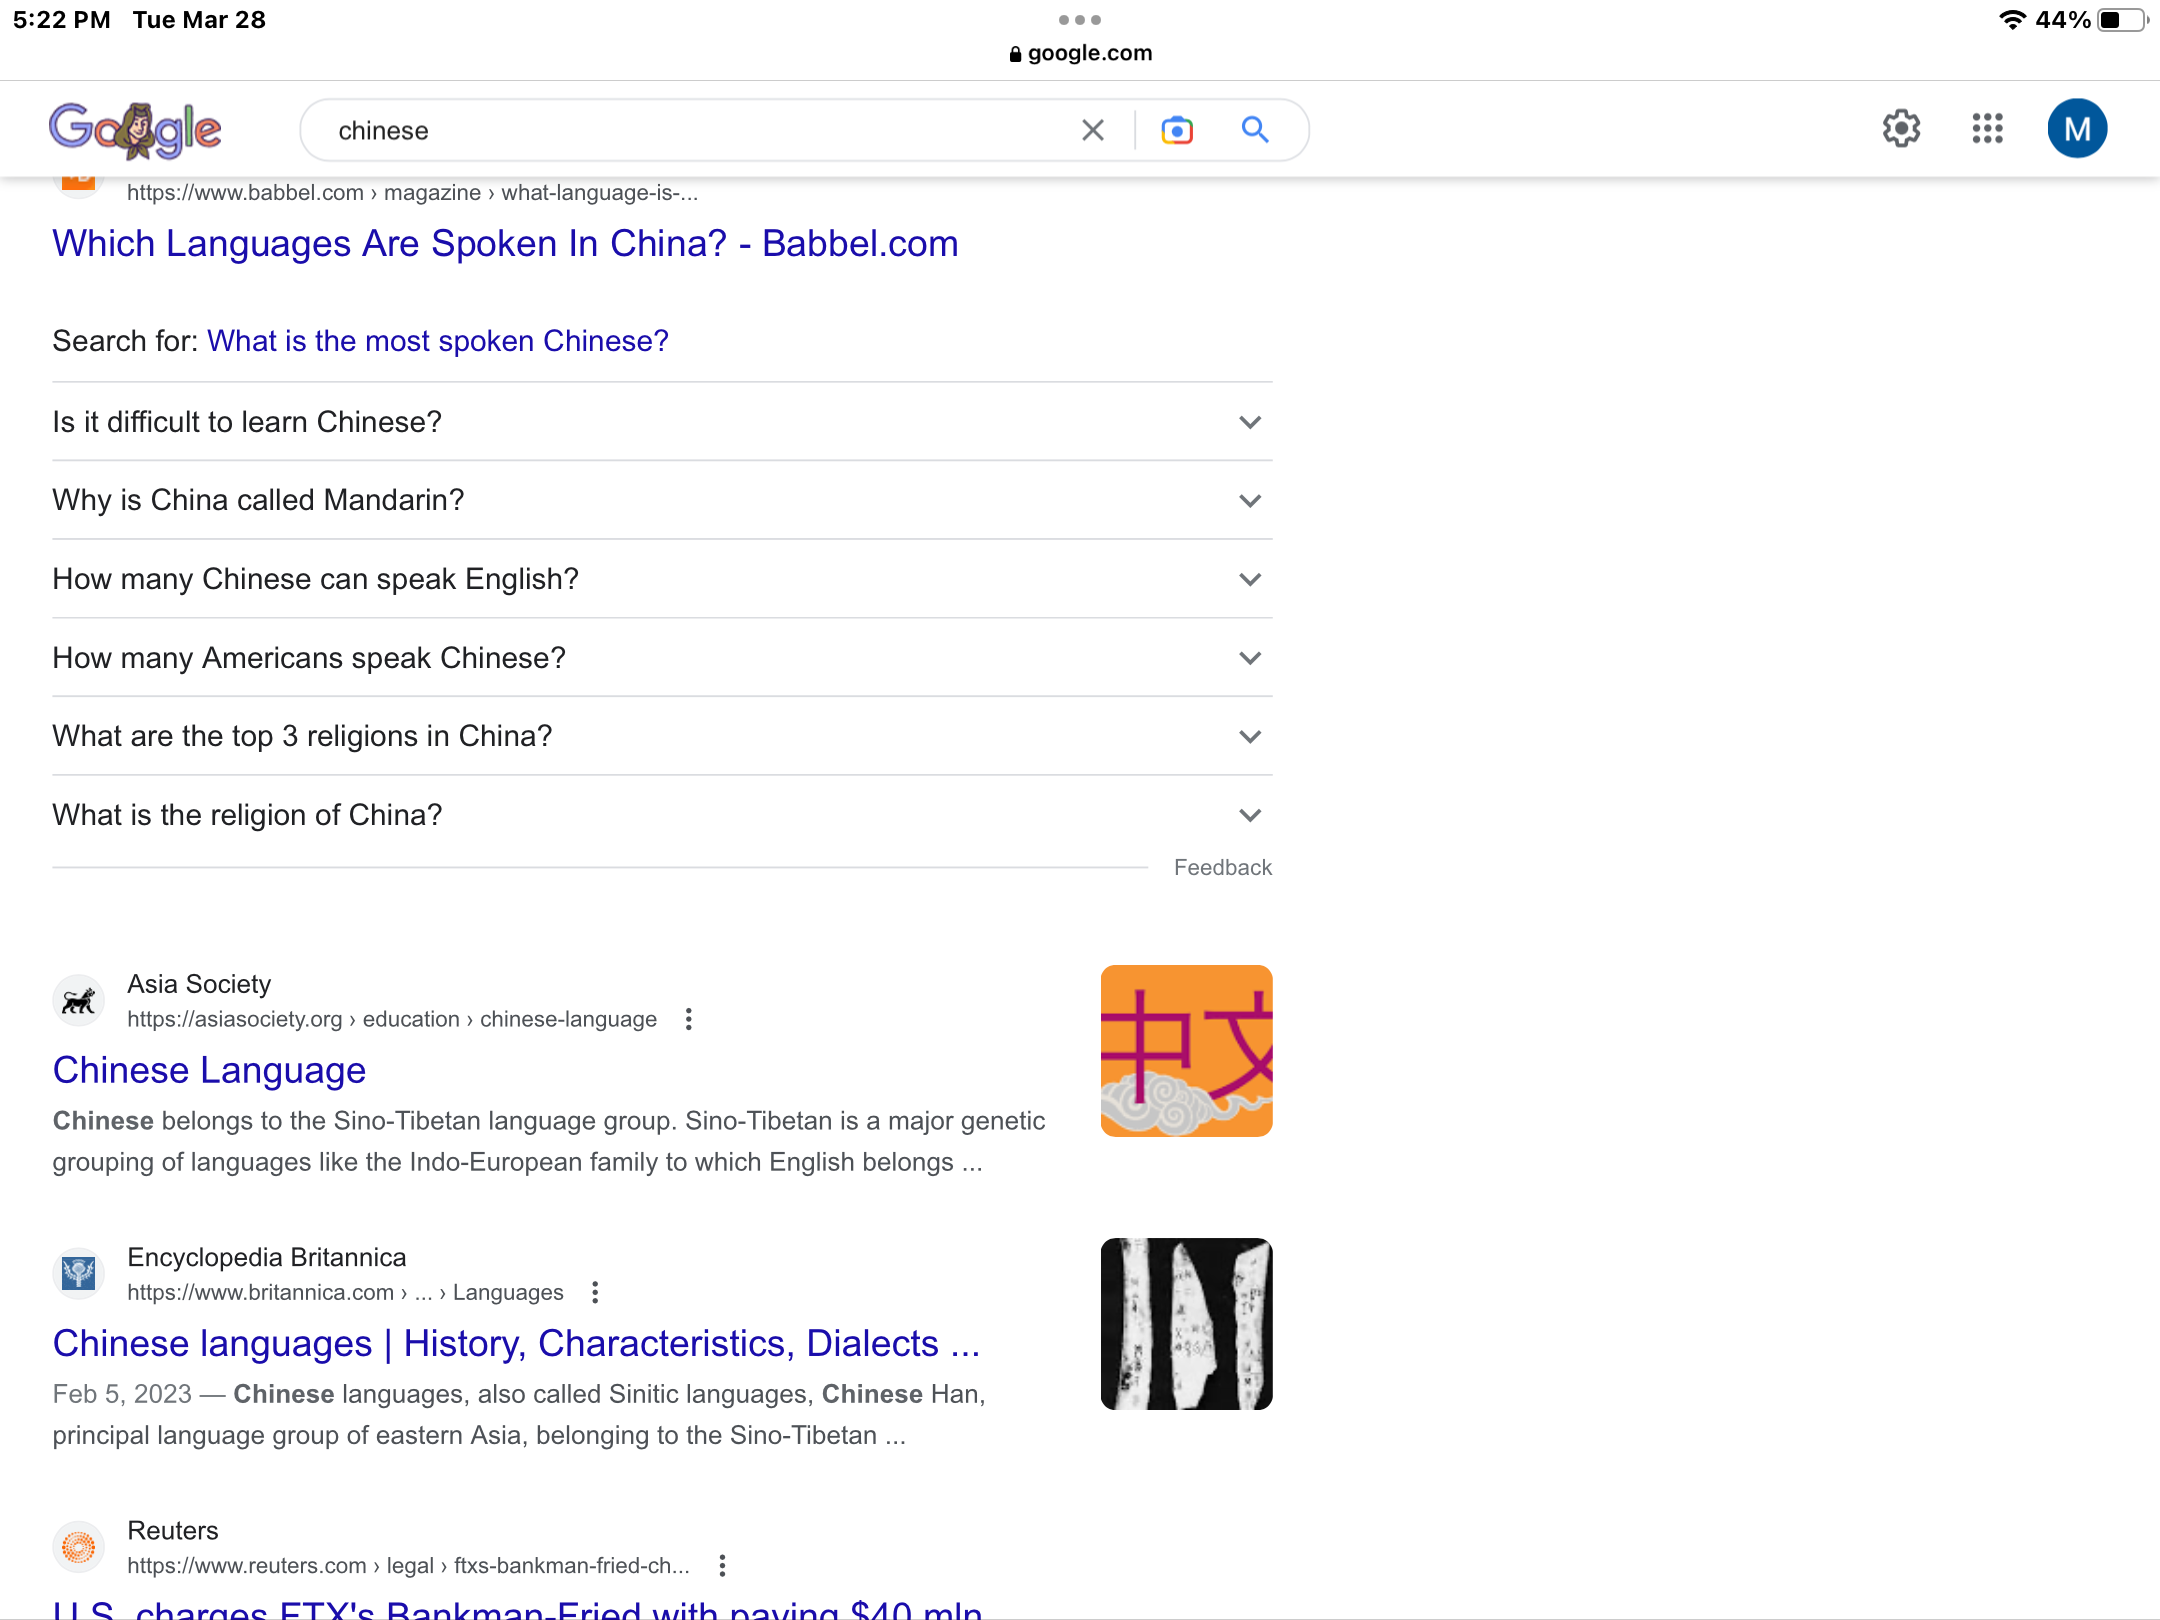 5:22 PM Tue Mar 28
44%
google.com
Google
chinese
M
https://www.babbel.com › magazine › what-language-is-...
Which Languages Are Spoken In China? - Babbel.com
Search for: What is the most spoken Chinese?
Is it difficult to learn Chinese?
Why is China called Mandarin?
How many Chinese can speak English?
How many Americans speak Chinese?
What are the top 3 religions in China?
What is the religion of China?
Feedback
Asia Society
https://asiasociety.org › education › chinese-language
Chinese Language
Chinese belongs to the Sino-Tibetan language group. Sino-Tibetan is a major genetic
grouping of languages like the Indo-European family to which English belongs ...
中文
Encyclopedia Britannica
https://www.britannica.com › ... › Languages
Chinese languages | History, Characteristics, Dialects ...
Feb 5, 2023 — Chinese languages, also called Sinitic languages, Chinese Han,
principal language group of eastern Asia, belonging to the Sino-Tibetan ...
Reuters
https://www.reuters.com › legal › ftxs-bankman-fried-ch...
U.S. charges FTX's Bankman-Fried with paying $40 mln